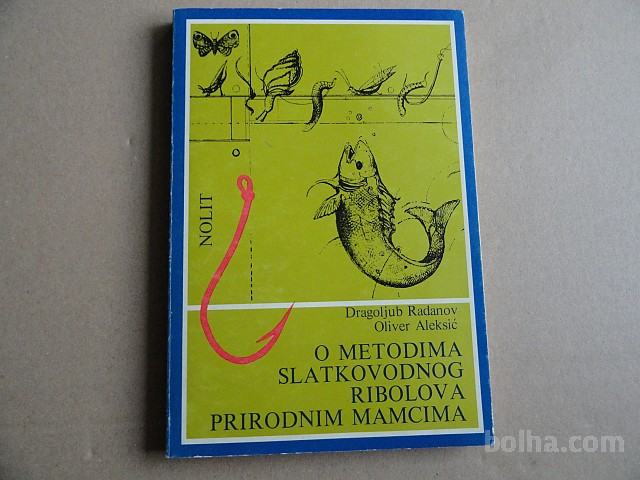 NOLIT
Dragoljub Radanov
Oliver Aleksić
O METODIMA
SLATKOVODNOG
RIBOLOVA
PRIRODNIM MAMCIMA
bolha.com